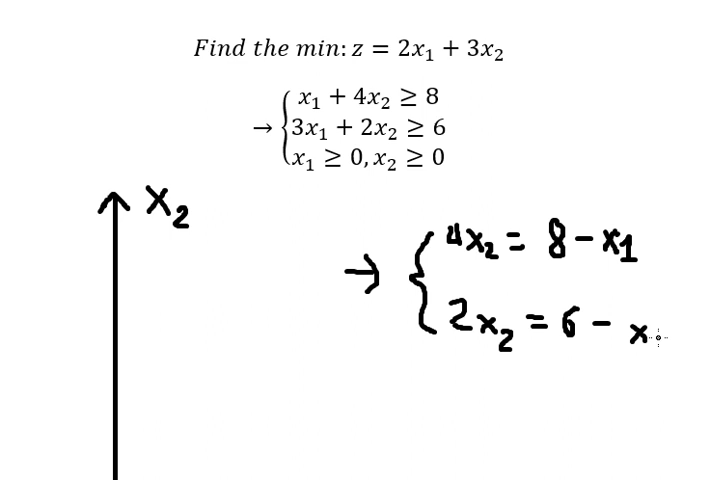 Find the min: z = 2x₁ + 3x₂
x₁ + 4x₂ ≥ 8
→ { 3x₁ + 2x₂ ≥ 6
x₁ ≥ 0, x₂ ≥ 0
x₂
→ { 4x₂ = 8 - x₁
2x₂ = 6 - x